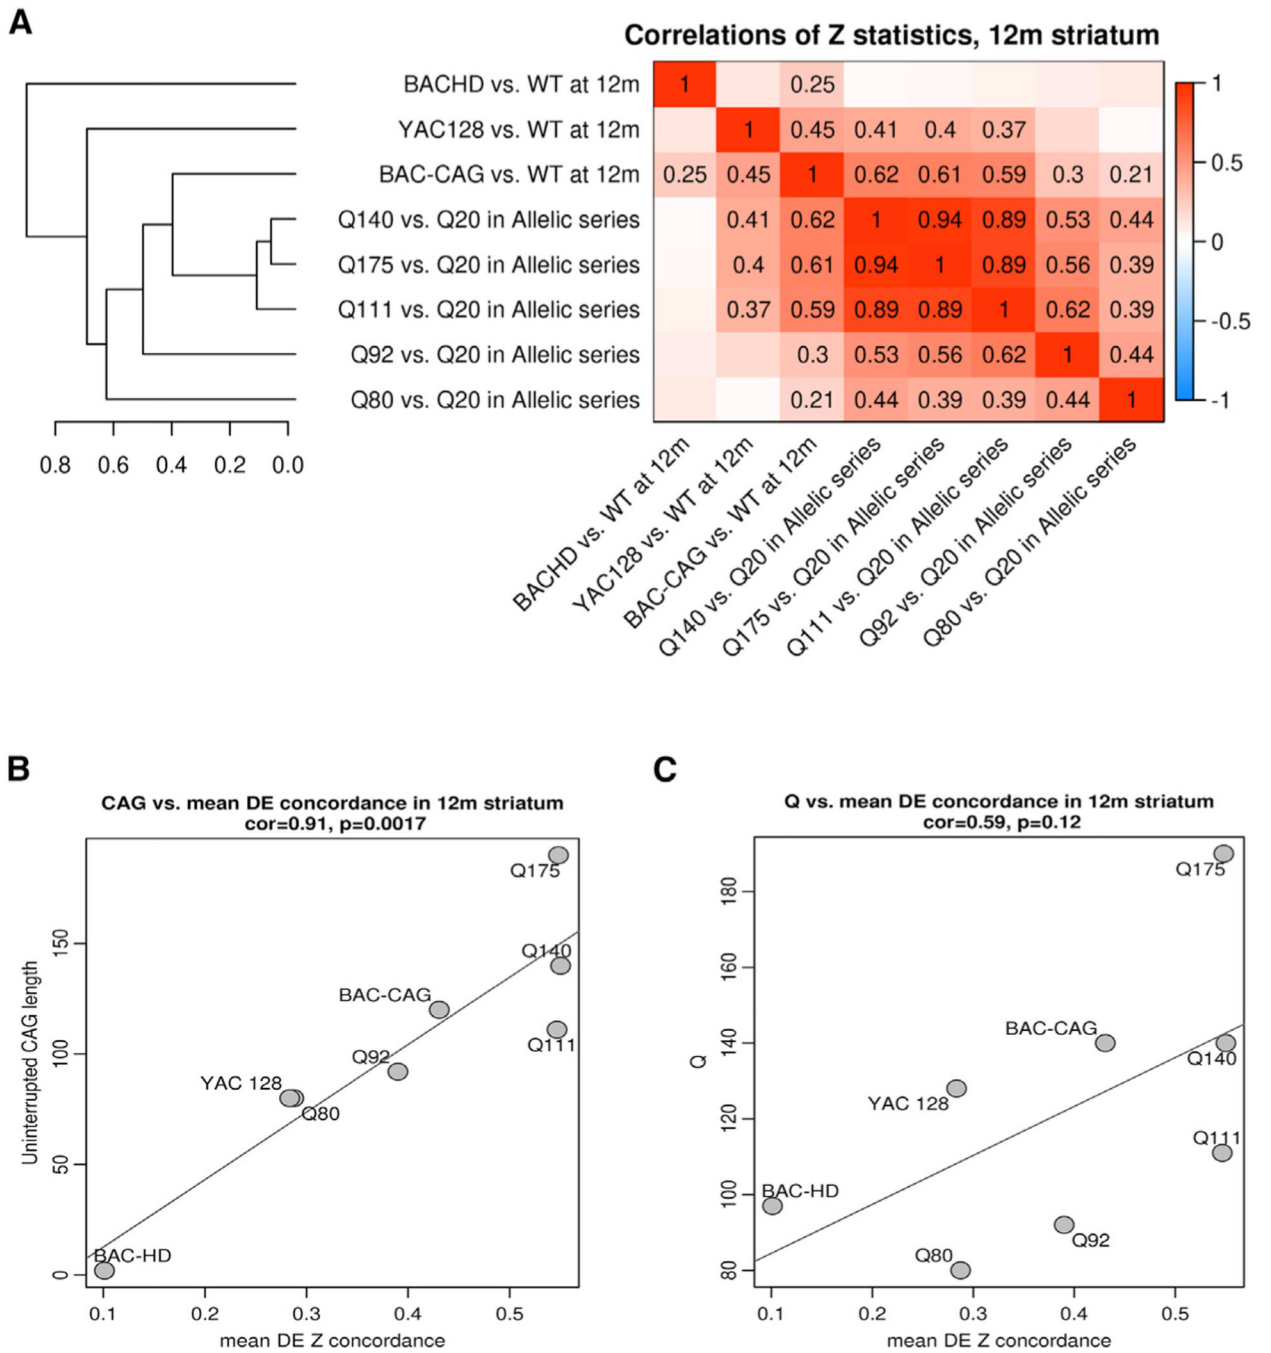 A
Correlations of Z statistics, 12m striatum
BACHD vs. WT at 12m 1 0.25
YAC128 vs. WT at 12m 1 0.45 0.41 0.4 0.37
BAC-CAG vs. WT at 12m 0.25 0.45 1 0.62 0.61 0.59 0.3 0.21
Q140 vs. Q20 in Allelic series 0.41 0.62 1 0.94 0.89 0.53 0.44
Q175 vs. Q20 in Allelic series 0.4 0.61 0.94 1 0.89 0.56 0.39
Q111 vs. Q20 in Allelic series 0.37 0.59 0.89 0.89 1 0.62 0.39
Q92 vs. Q20 in Allelic series 0.3 0.53 0.56 0.62 1 0.44
Q80 vs. Q20 in Allelic series 0.21 0.44 0.39 0.39 0.44 1
1
0.5
0
-0.5
-1
0.8 0.6 0.4 0.2 0.0
BACHD vs. WT at 12m
YAC128 vs. WT at 12m
BAC-CAG vs. WT at 12m
Q140 vs. Q20 in Allelic series
Q175 vs. Q20 in Allelic series
Q111 vs. Q20 in Allelic series
Q92 vs. Q20 in Allelic series
Q80 vs. Q20 in Allelic series
B
CAG vs. mean DE concordance in 12m striatum
cor=0.91, p=0.0017
Uninterrupted CAG length
150
100
50
0
Q175
Q140
BAC-CAG
Q111
Q92
YAC 128
Q80
BAC-HD
0.1 0.2 0.3 0.4 0.5
mean DE Z concordance
C
Q vs. mean DE concordance in 12m striatum
cor=0.59, p=0.12
Q
180
160
140
120
100
80
Q175
BAC-CAG
Q140
YAC 128
Q111
BAC-HD
Q92
Q80
0.1 0.2 0.3 0.4 0.5
mean DE Z concordance